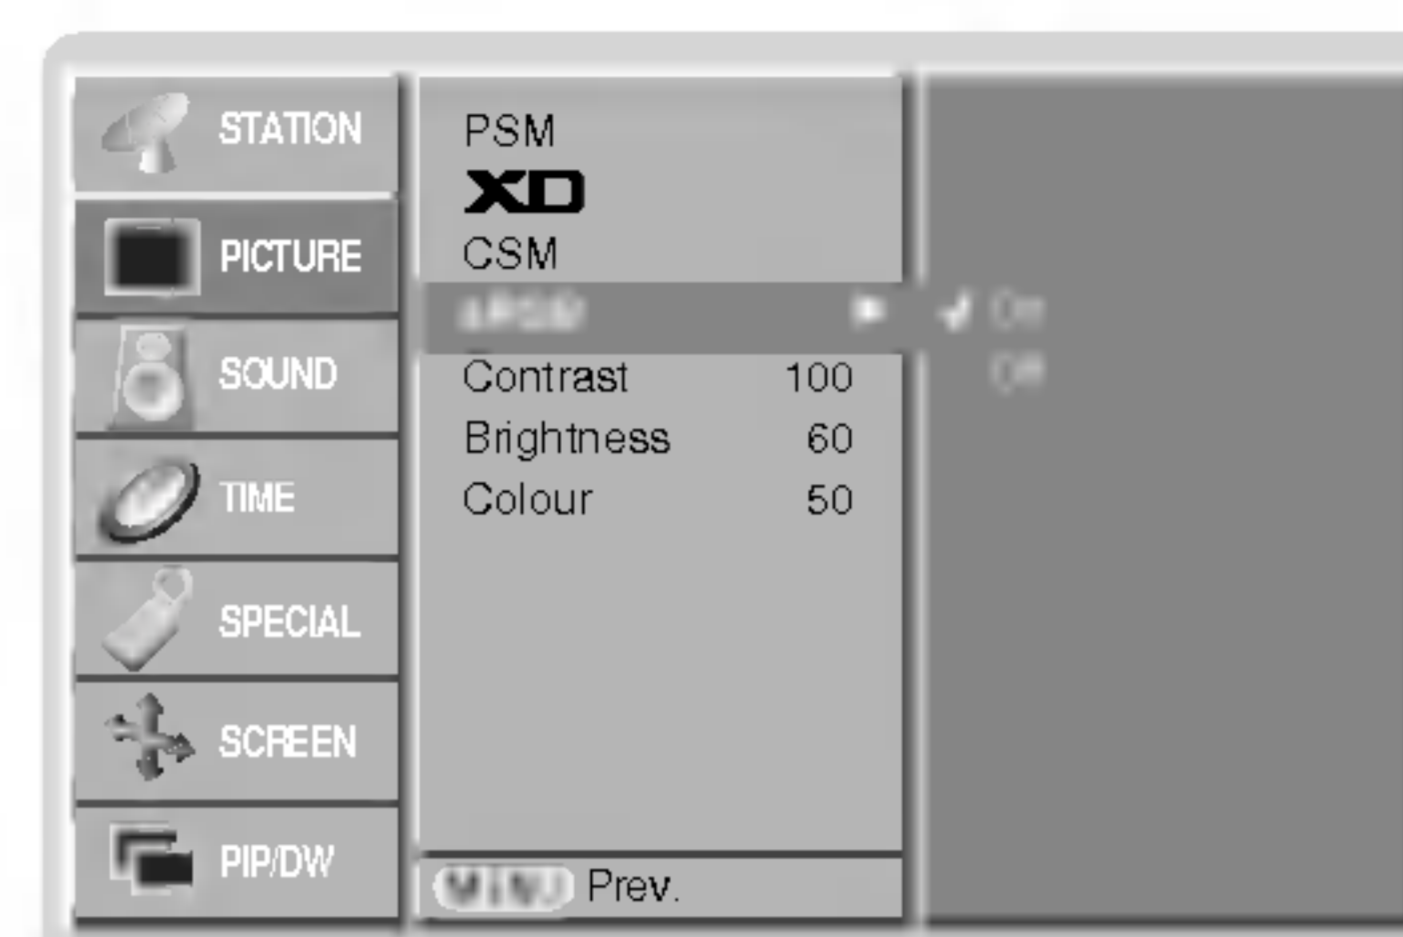 STATION
PICTURE
SOUND
TIME
SPECIAL
SCREEN
PIP/DW
PSM
XD
CSM
Contrast 100
Brightness 60
Colour 50
Prev.